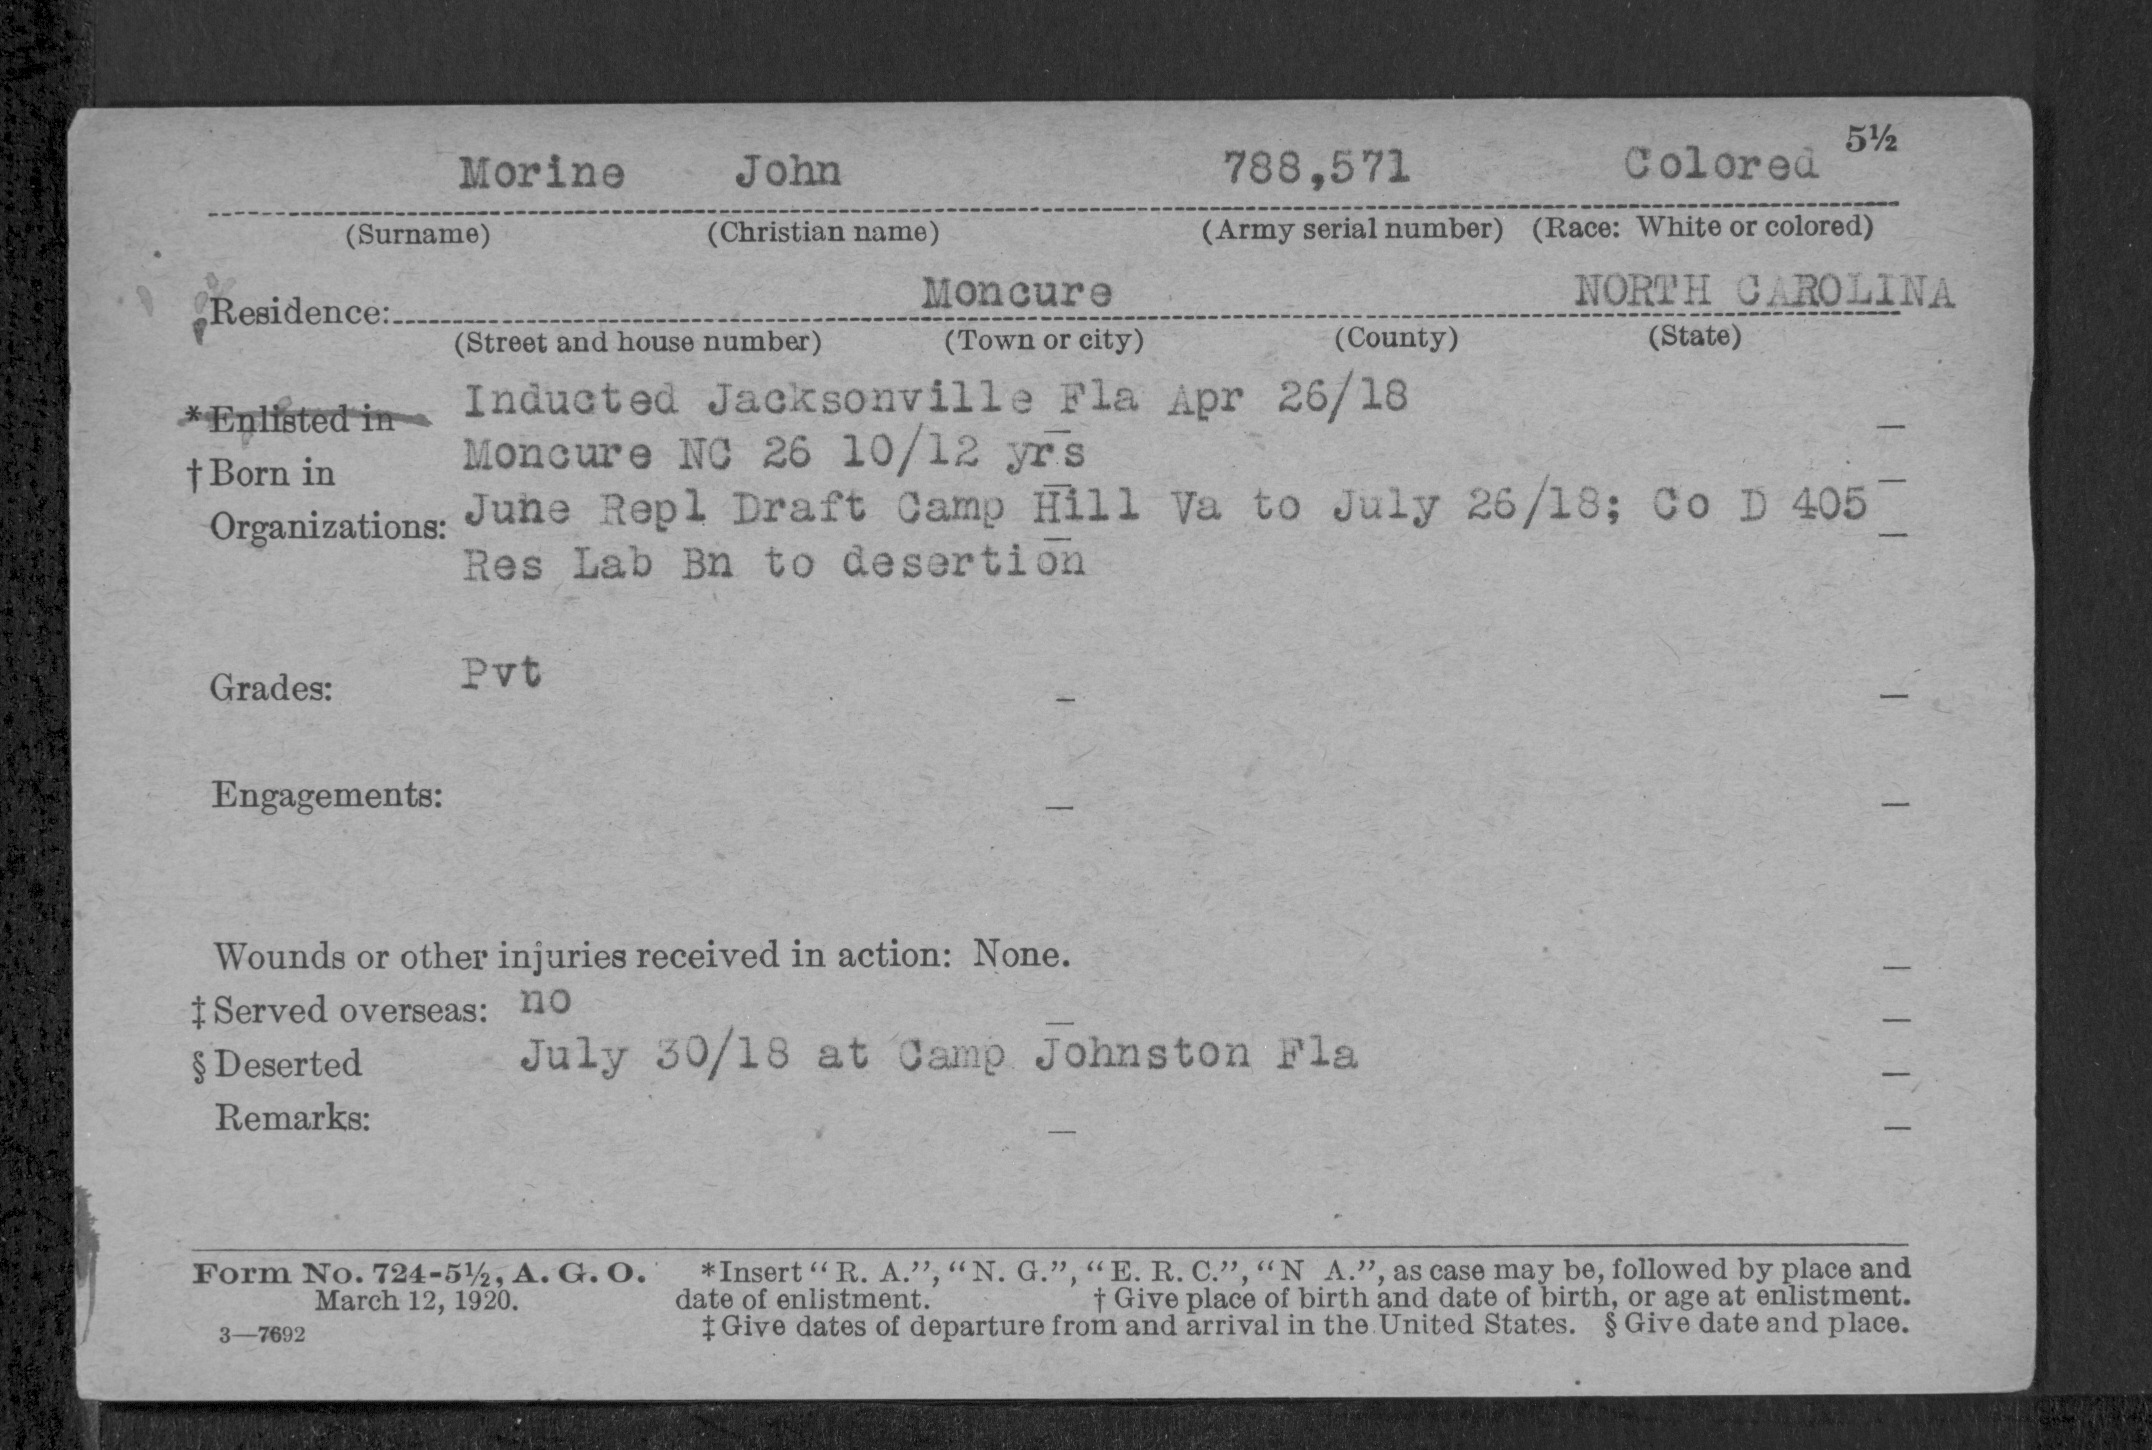 5½
Morine John 788,571 Colored
(Surname) (Christian name) (Army serial number) (Race: White or colored)
Residence: Moncure NORTH CAROLINA
(Street and house number) (Town or city) (County) (State)
*Enlisted in Inducted Jacksonville Fla Apr 26/18
†Born in Moncure NC 26 10/12 yrs
Organizations: June Repl Draft Camp Hill Va to July 26/18; Co D 405
Res Lab Bn to desertion
Grades: Pvt
Engagements:
Wounds or other injuries received in action: None.
‡Served overseas: no
§Deserted July 30/18 at Camp Johnston Fla
Remarks:
Form No. 724-5½, A. G. O. *Insert “R. A.”, “N. G.”, “E. R. C.”, “N A.”, as case may be, followed by place and
March 12, 1920. date of enlistment. †Give place of birth and date of birth, or age at enlistment.
3—7692 ‡Give dates of departure from and arrival in the United States. §Give date and place.